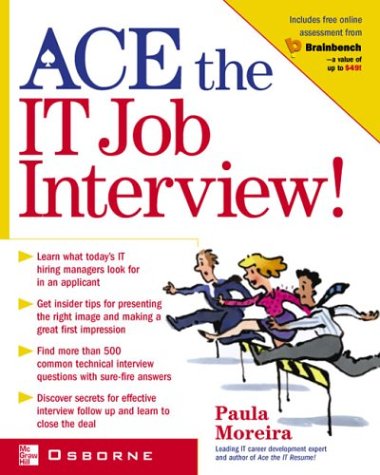 Includes free online
assessment from
Brainbench
—a value of
up to $49!
ACE the
IT Job
Interview!
Learn what today's IT
hiring managers look for
in an applicant
Get insider tips for presenting
the right image and making a
great first impression
Find more than 500
common technical interview
questions with sure-fire answers
Discover secrets for effective
interview follow up and learn to
close the deal
Paula
Moreira
Leading IT career development expert
and author of Ace the IT Resume!
Mc
Graw
Hill
OSBORNE